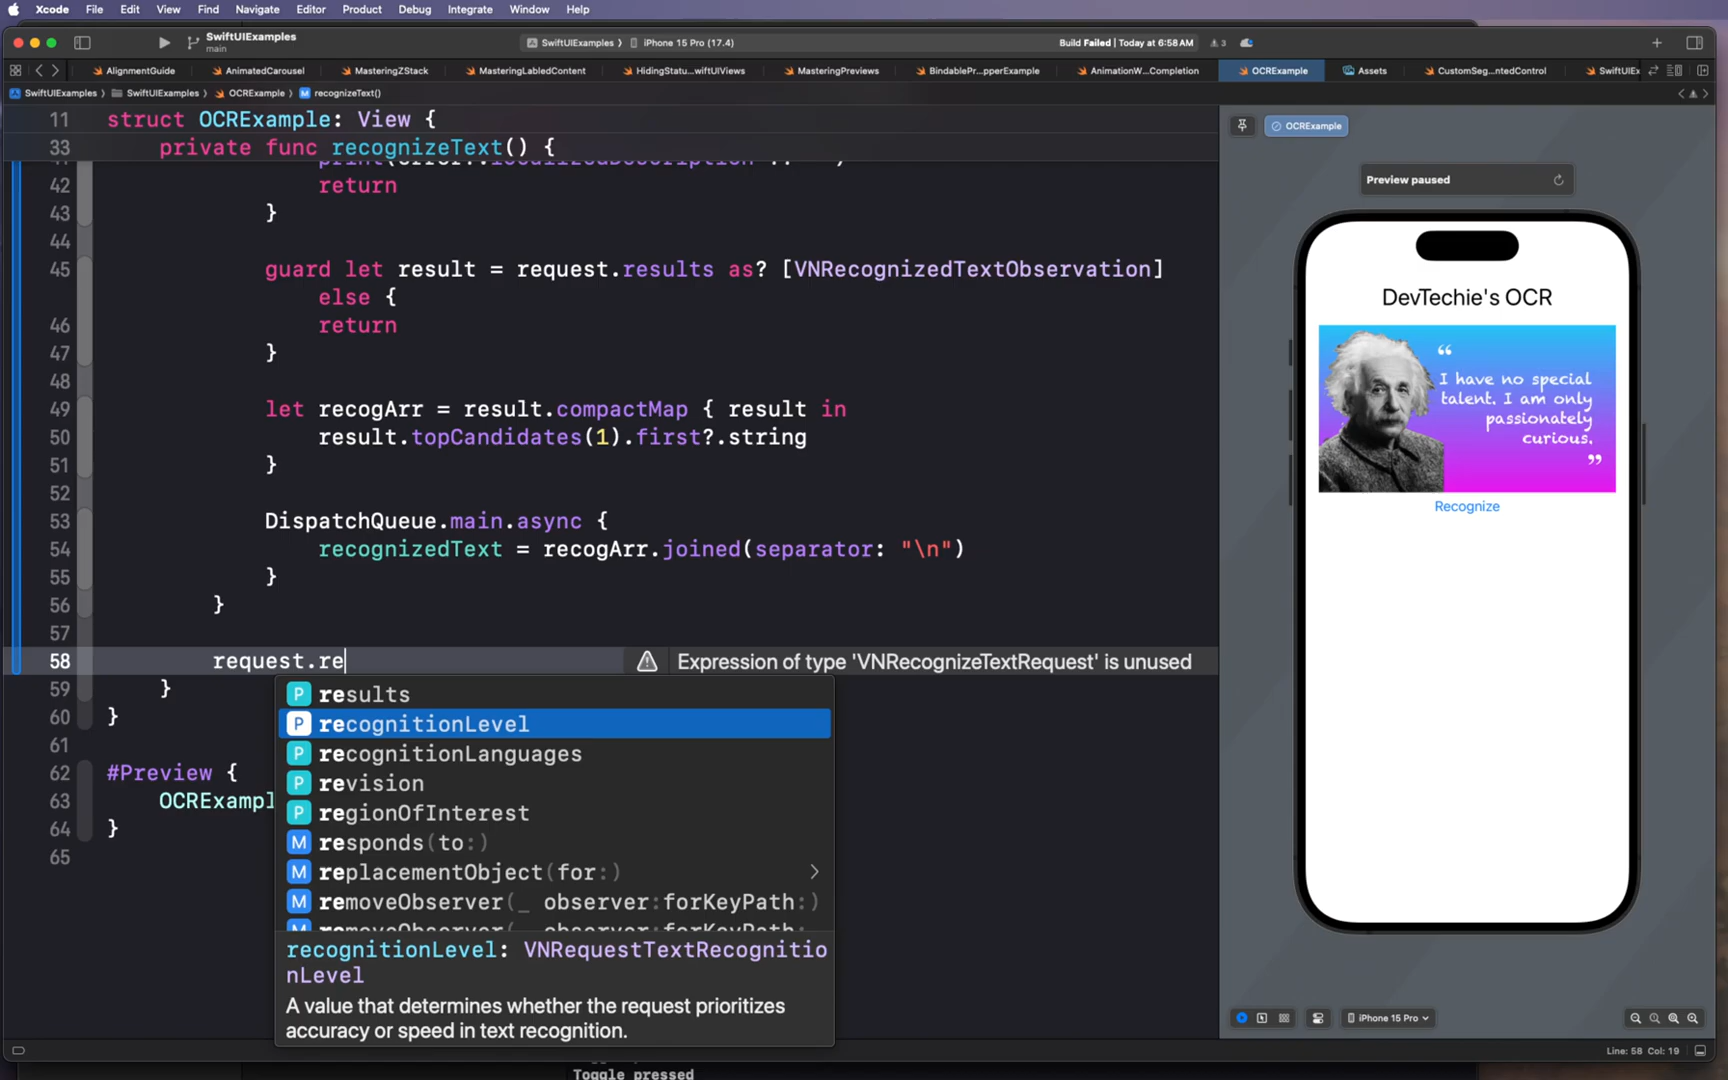 Xcode File Edit View Find Navigate Editor Product Debug Integrate Window Help
SwiftUIExamples
main
SwiftUIExamples iPhone 15 Pro (17.4)
Build Failed | Today at 6:58 AM 3
AlignmentGuide AnimatedCarousel MasteringZStack MasteringLabledContent HidingStatu...wiftUIViews MasteringPreviews BindablePr...pperExample AnimationW...Completion OCRExample Assets CustomSeg...ntedControl SwiftUIEx
SwiftUIExamples SwiftUIExamples OCRExample M recognizeText()
11 struct OCRExample: View {
33 private func recognizeText() {
42 return
43 }
44
45 guard let result = request.results as? [VNRecognizedTextObservation]
else {
46 return
47 }
48
49 let recogArr = result.compactMap { result in
50 result.topCandidates(1).first?.string
51 }
52
53 DispatchQueue.main.async {
54 recognizedText = recogArr.joined(separator: "\n")
55 }
56 }
57
58 request.re Expression of type 'VNRecognizeTextRequest' is unused
59 }
60 }
61
62 #Preview {
63 OCRExampl
64 }
65
P results
P recognitionLevel
P recognitionLanguages
P revision
P regionOfInterest
M responds(to:)
M replacementObject(for:)
M removeObserver(_ observer:forKeyPath:)
recognitionLevel: VNRequestTextRecognitio
nLevel
A value that determines whether the request prioritizes
accuracy or speed in text recognition.
OCRExample
Preview paused
DevTechie's OCR
“
I have no special
talent. I am only
passionately
curious.
”
Recognize
iPhone 15 Pro
Line: 58 Col: 19
Toggle pressed